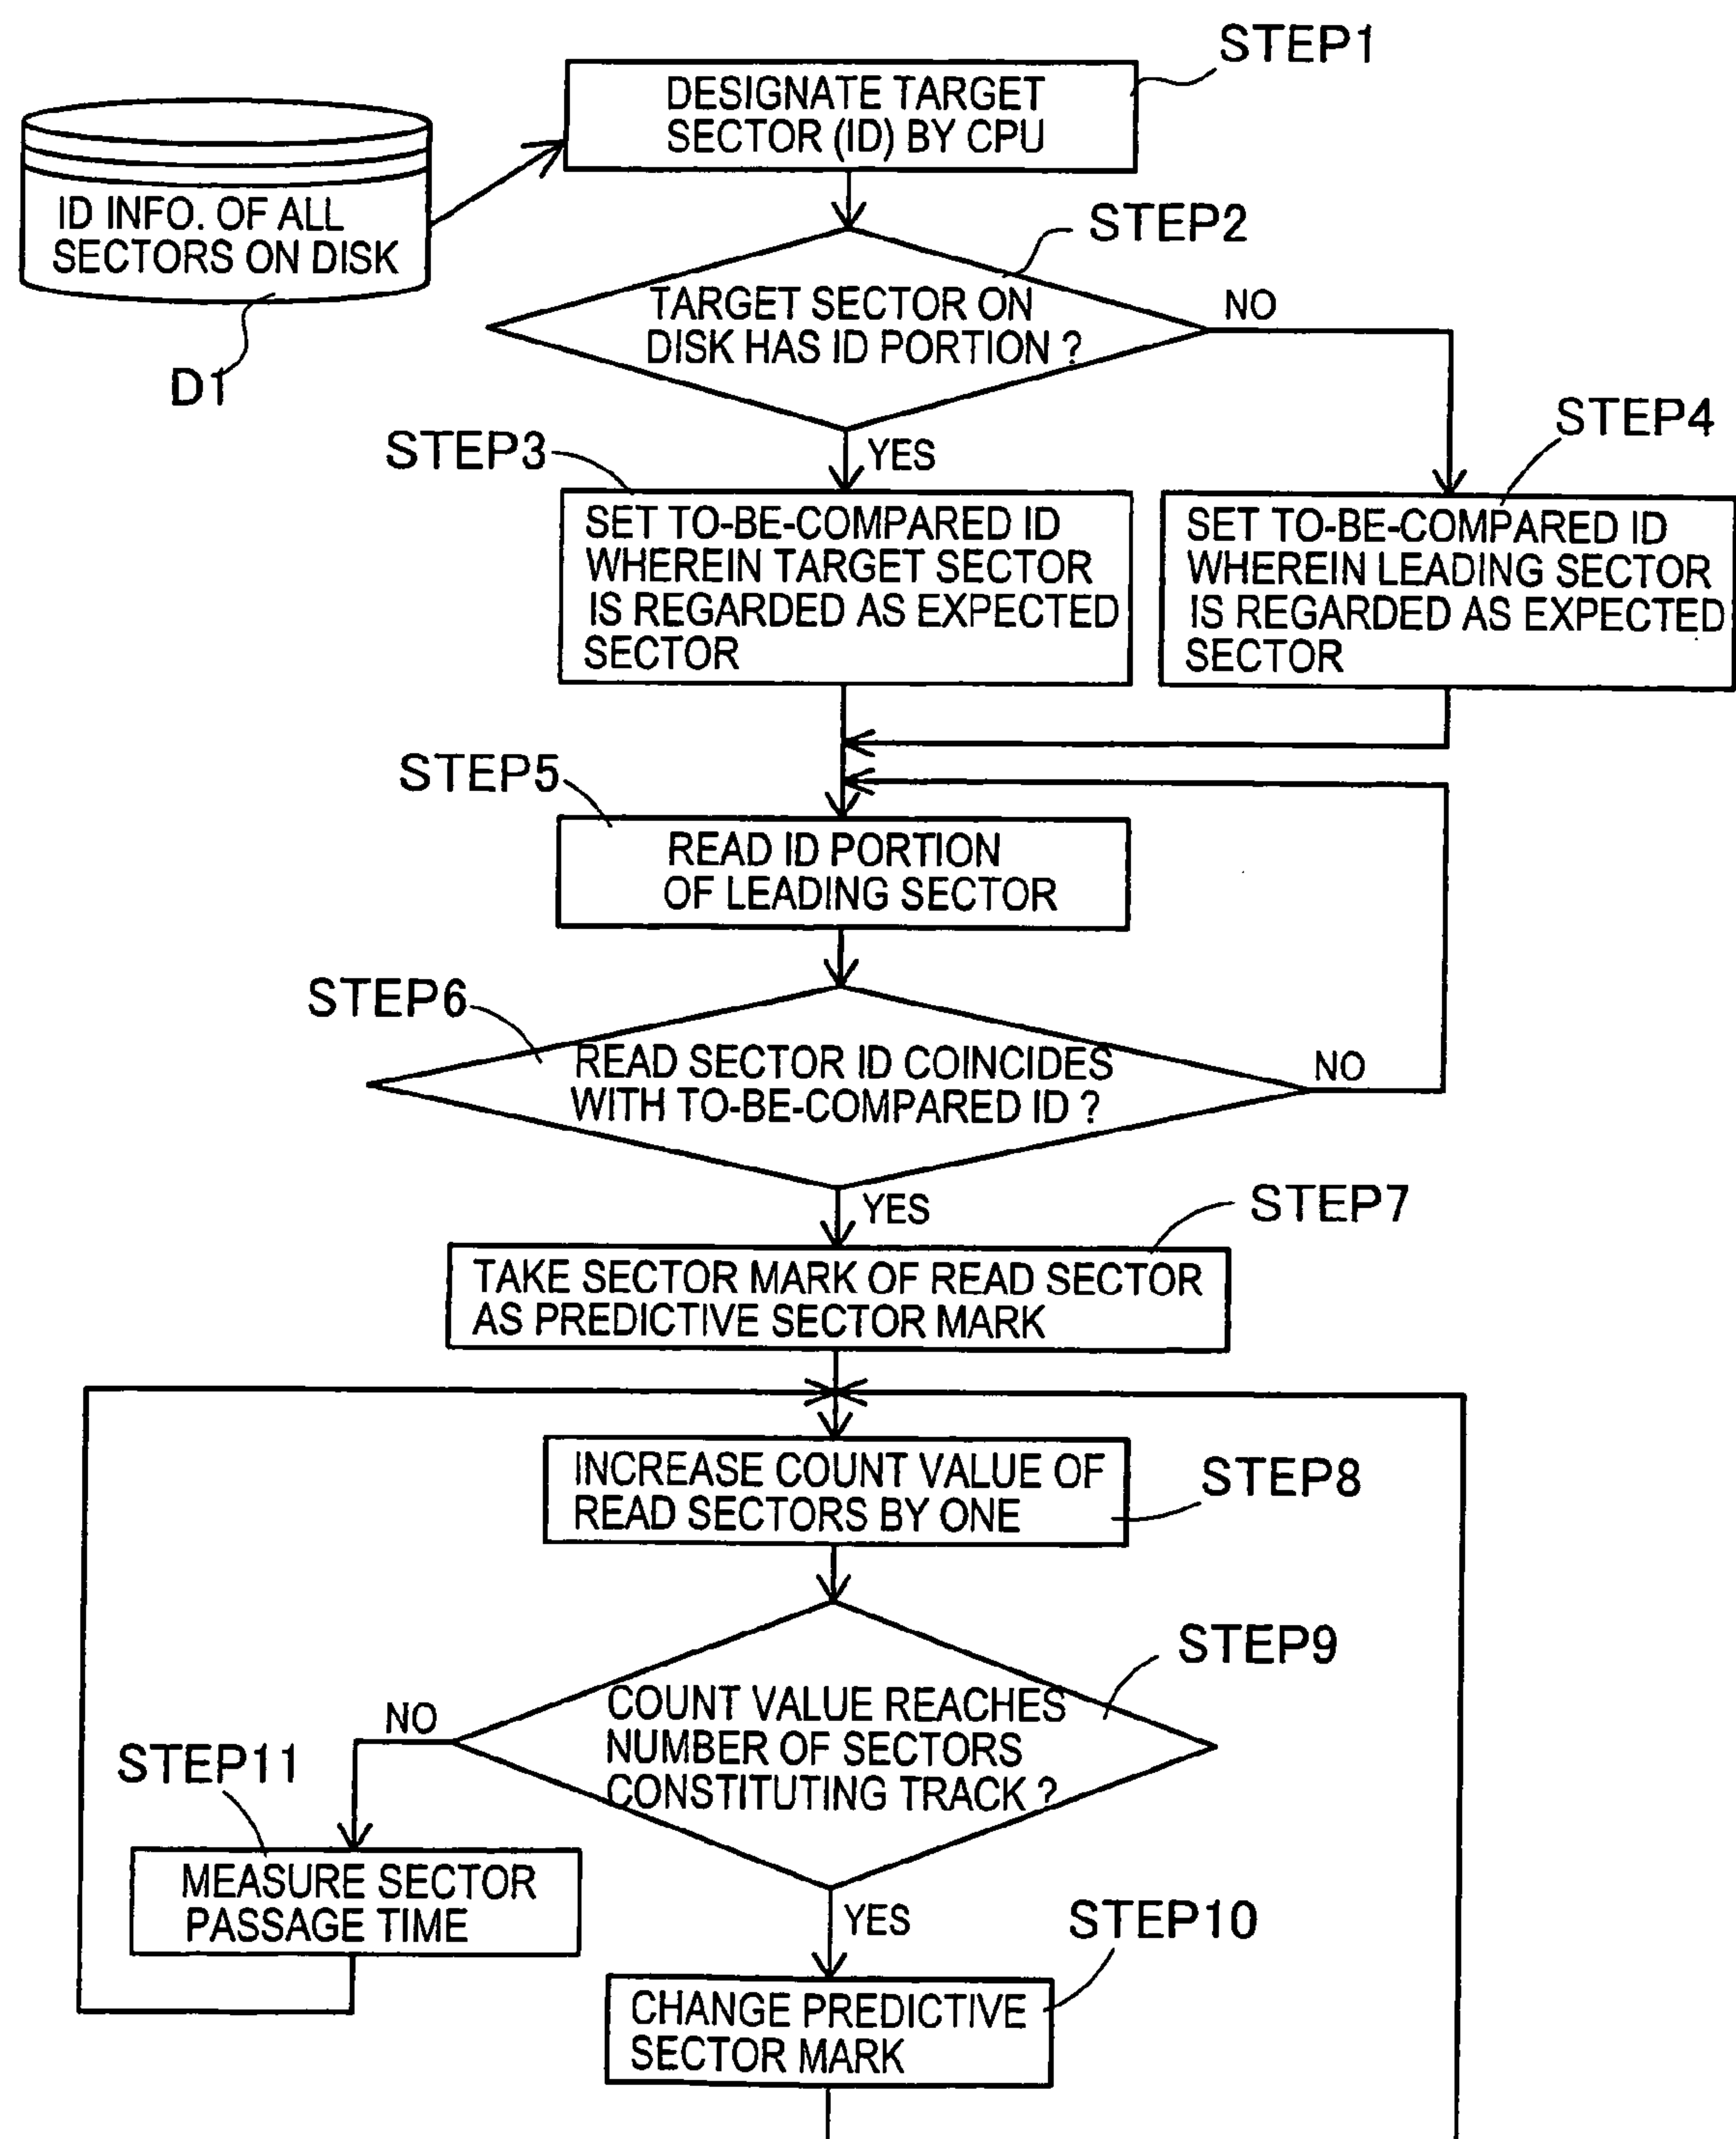 STEP1
DESIGNATE TARGET
SECTOR (ID) BY CPU
ID INFO. OF ALL
SECTORS ON DISK
D1
STEP2
TARGET SECTOR ON
DISK HAS ID PORTION ?
NO
YES
STEP3
SET TO-BE-COMPARED ID
WHEREIN TARGET SECTOR
IS REGARDED AS EXPECTED
SECTOR
STEP4
SET TO-BE-COMPARED ID
WHEREIN LEADING SECTOR
IS REGARDED AS EXPECTED
SECTOR
STEP5
READ ID PORTION
OF LEADING SECTOR
STEP6
READ SECTOR ID COINCIDES
WITH TO-BE-COMPARED ID ?
NO
YES
STEP7
TAKE SECTOR MARK OF READ SECTOR
AS PREDICTIVE SECTOR MARK
INCREASE COUNT VALUE OF
READ SECTORS BY ONE
STEP8
STEP9
COUNT VALUE REACHES
NUMBER OF SECTORS
CONSTITUTING TRACK ?
NO
STEP11
MEASURE SECTOR
PASSAGE TIME
YES
STEP10
CHANGE PREDICTIVE
SECTOR MARK